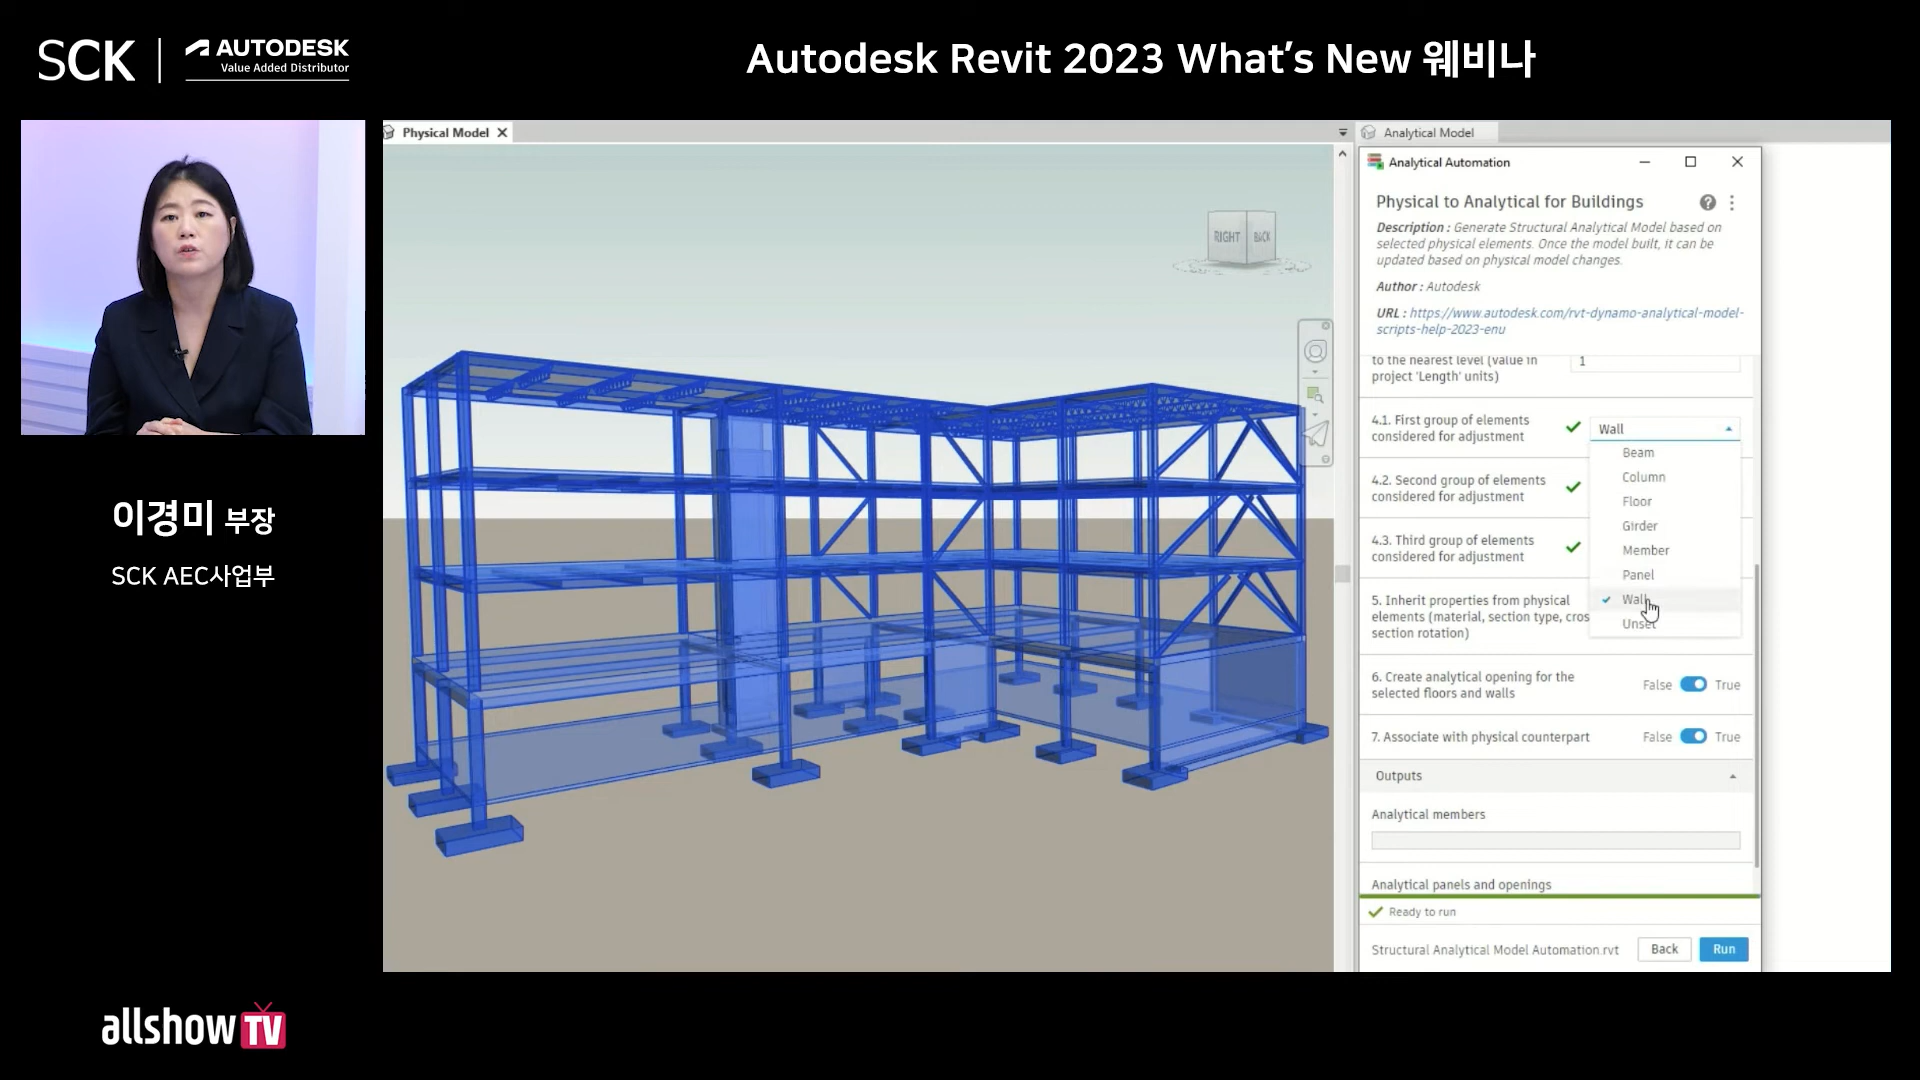 SCK
AUTODESK
Value Added Distributor
Autodesk Revit 2023 What's New 웨비나
이경미 부장
SCK AEC사업부
allshow TV
Physical Model
RIGHT
BACK
Analytical Model
Analytical Automation
Physical to Analytical for Buildings
Description : Generate Structural Analytical Model based on
selected physical elements. Once the model built, it can be
updated based on physical model changes.
Author : Autodesk
URL : https://www.autodesk.com/rvt-dynamo-analytical-model-
scripts-help-2023-enu
to the nearest level (value in
project 'Length' units)
1
4.1. First group of elements
considered for adjustment
Wall
Beam
Column
Floor
Girder
Member
Panel
Wall
Unset
4.2. Second group of elements
considered for adjustment
4.3. Third group of elements
considered for adjustment
5. Inherit properties from physical
elements (material, section type, cros
section rotation)
6. Create analytical opening for the
selected floors and walls
False True
7. Associate with physical counterpart
False True
Outputs
Analytical members
Analytical panels and openings
Ready to run
Structural Analytical Model Automation.rvt
Back
Run